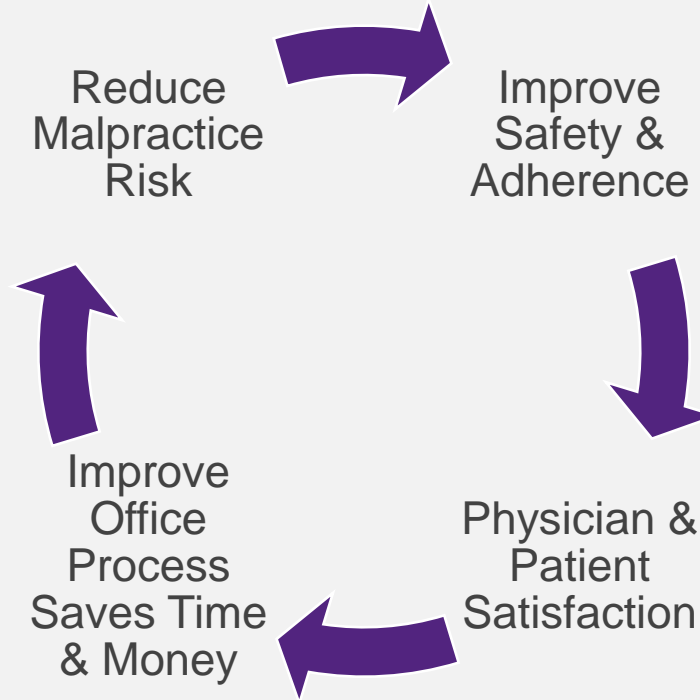 Reduce
Malpractice
Risk
Improve
Safety &
Adherence
Physician &
Patient
Satisfaction
Improve
Office
Process
Saves Time
& Money